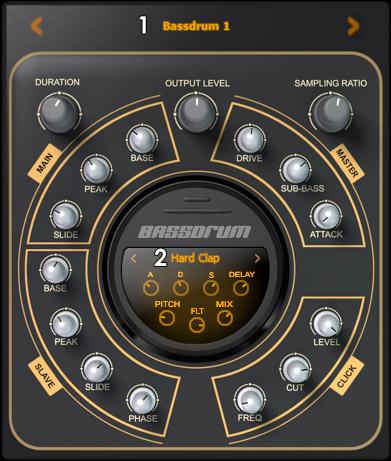 1 Bassdrum 1
DURATION OUTPUT LEVEL SAMPLING RATIO
MAIN BASE DRIVE MASTER
PEAK SUB-BASS
SLIDE ATTACK
BASSDRUM
2 Hard Clap
A D S DELAY
PITCH FLT MIX
BASE
PEAK LEVEL
SLAVE SLIDE CUT CLICK
PHASE FREQ